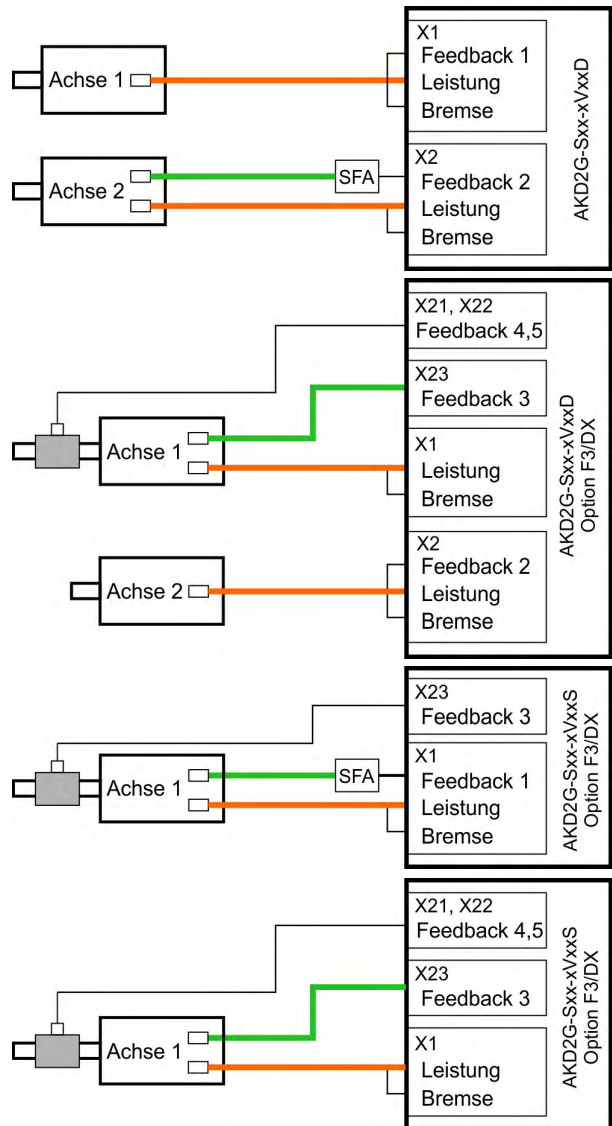 X1
Feedback 1
Achse 1
Leistung
Bremse
X2
SFA
Feedback 2
Achse 2
Leistung
Bremse
AKD2G-Sxx-xVxxD
X21, X22
Feedback 4,5
X23
Feedback 3
X1
Achse 1
Leistung
Bremse
X2
Feedback 2
Achse 2
Leistung
Bremse
AKD2G-Sxx-xVxxD
Option F3/DX
X23
Feedback 3
X1
Achse 1
SFA
Feedback 1
Leistung
Bremse
AKD2G-Sxx-xVxxS
Option F3/DX
X21, X22
Feedback 4,5
X23
Feedback 3
X1
Achse 1
Leistung
Bremse
AKD2G-Sxx-xVxxS
Option F3/DX